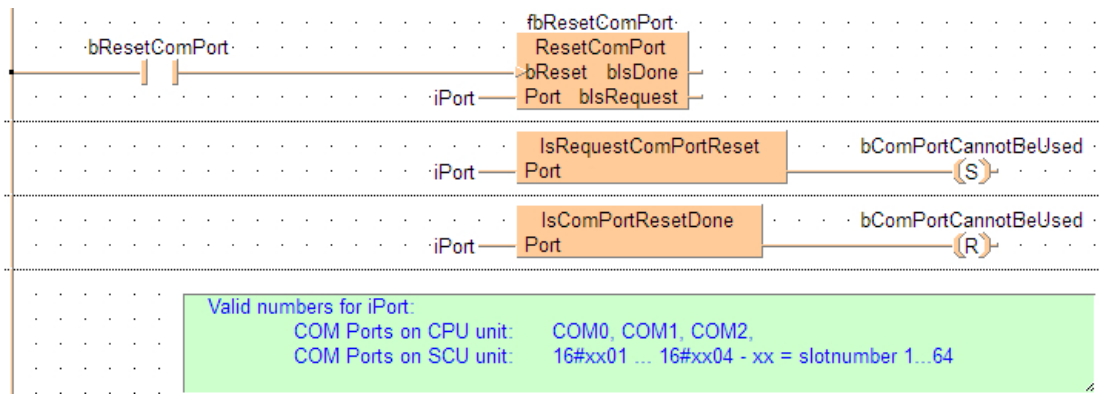 fbResetComPort
bResetComPort ResetComPort
bReset bIsDone
iPort Port bIsRequest
IsRequestComPortReset bComPortCannotBeUsed
iPort Port (S)
IsComPortResetDone bComPortCannotBeUsed
iPort Port (R)
Valid numbers for iPort:
COM Ports on CPU unit: COM0, COM1, COM2,
COM Ports on SCU unit: 16#xx01 ... 16#xx04 - xx = slotnumber 1...64